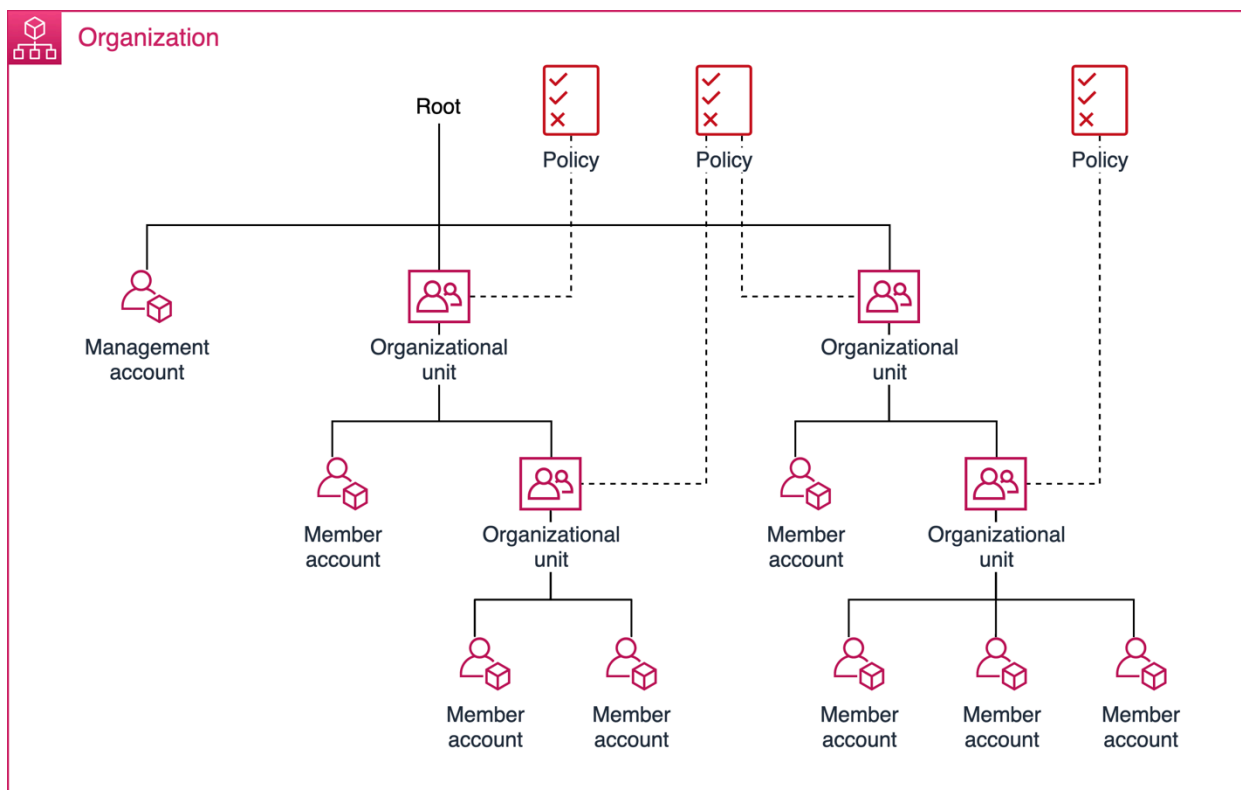 Organization
Root
Policy
Policy
Policy
Management
account
Organizational
unit
Organizational
unit
Member
account
Organizational
unit
Member
account
Organizational
unit
Member
account
Member
account
Member
account
Member
account
Member
account